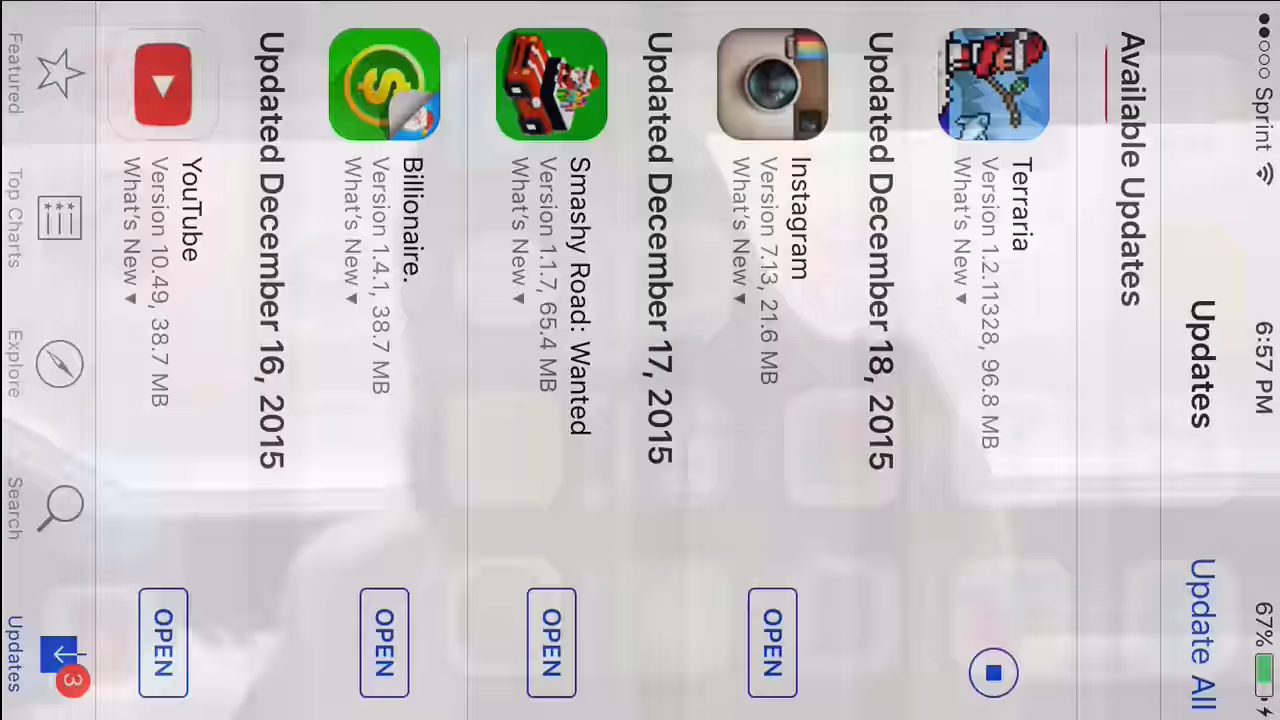 Sprint 6:57 PM 67%
Updates Update All
Available Updates
Terraria
Version 1.2.11328, 96.8 MB
What's New ▼
Updated December 18, 2015
Instagram
Version 7.13, 21.6 MB
What's New ▼
OPEN
Updated December 17, 2015
Smashy Road: Wanted
Version 1.1.7, 65.4 MB
What's New ▼
OPEN
Billionaire.
Version 1.4.1, 38.7 MB
What's New ▼
OPEN
Updated December 16, 2015
YouTube
Version 10.49, 38.7 MB
What's New ▼
OPEN
Featured Top Charts Explore Search Updates 3